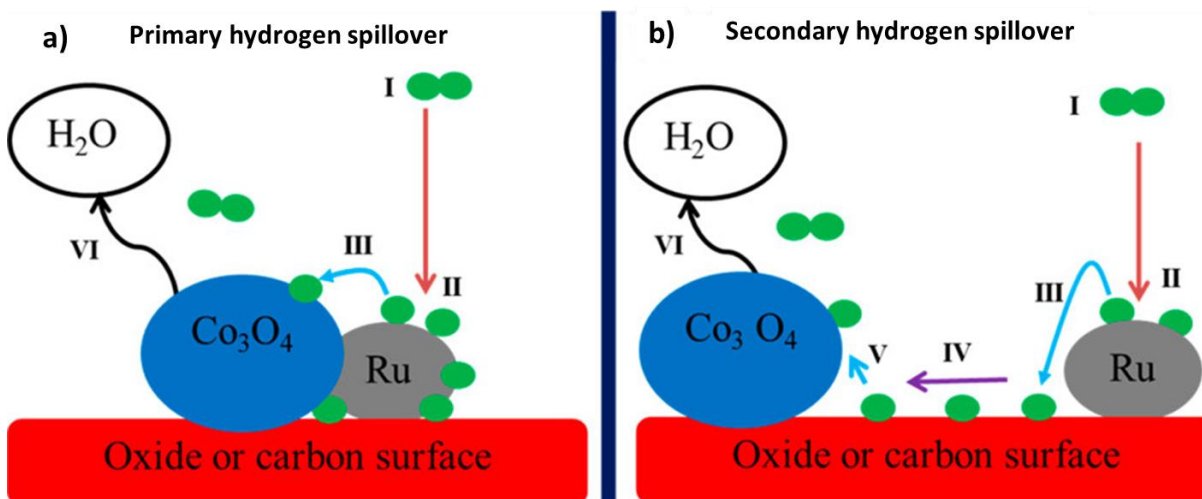 a) Primary hydrogen spillover
I
H₂O
VI
III
II
Co₃O₄
Ru
Oxide or carbon surface
b) Secondary hydrogen spillover
I
H₂O
VI
III
II
Co₃ O₄
V
IV
Ru
Oxide or carbon surface